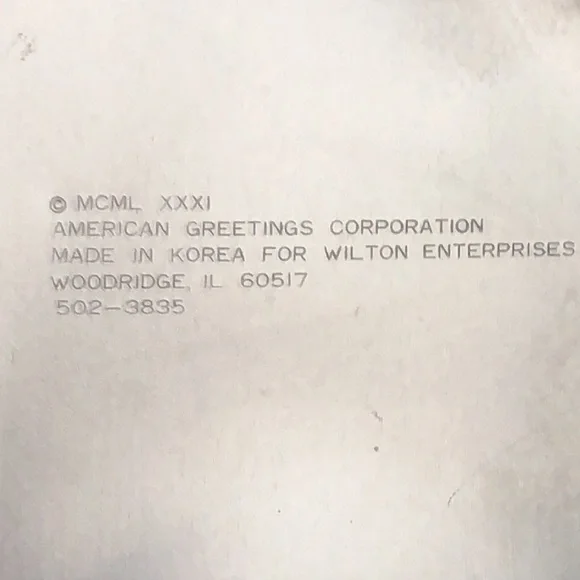 © MCML XXXI
AMERICAN GREETINGS CORPORATION
MADE IN KOREA FOR WILTON ENTERPRISES
WOODRIDGE, IL 60517
502-3835